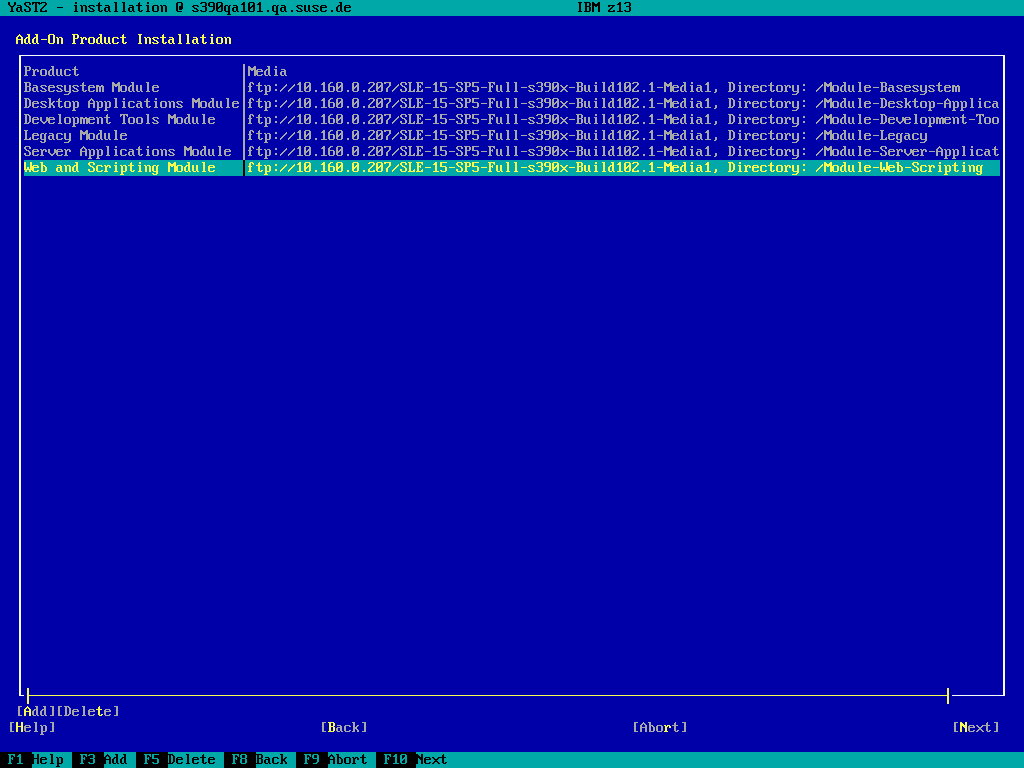 YaST2 - installation @ s390qa101.qa.suse.de IBM z13
Add-On Product Installation
Product Media
Basesystem Module ftp://10.160.0.207/SLE-15-SP5-Full-s390x-Build102.1-Media1, Directory: /Module-Basesystem
Desktop Applications Module ftp://10.160.0.207/SLE-15-SP5-Full-s390x-Build102.1-Media1, Directory: /Module-Desktop-Applica
Development Tools Module ftp://10.160.0.207/SLE-15-SP5-Full-s390x-Build102.1-Media1, Directory: /Module-Development-Too
Legacy Module ftp://10.160.0.207/SLE-15-SP5-Full-s390x-Build102.1-Media1, Directory: /Module-Legacy
Server Applications Module ftp://10.160.0.207/SLE-15-SP5-Full-s390x-Build102.1-Media1, Directory: /Module-Server-Applicat
Web and Scripting Module ftp://10.160.0.207/SLE-15-SP5-Full-s390x-Build102.1-Media1, Directory: /Module-Web-Scripting
[Add][Delete]
[Help] [Back] [Abort] [Next]
F1 Help F3 Add F5 Delete F8 Back F9 Abort F10 Next